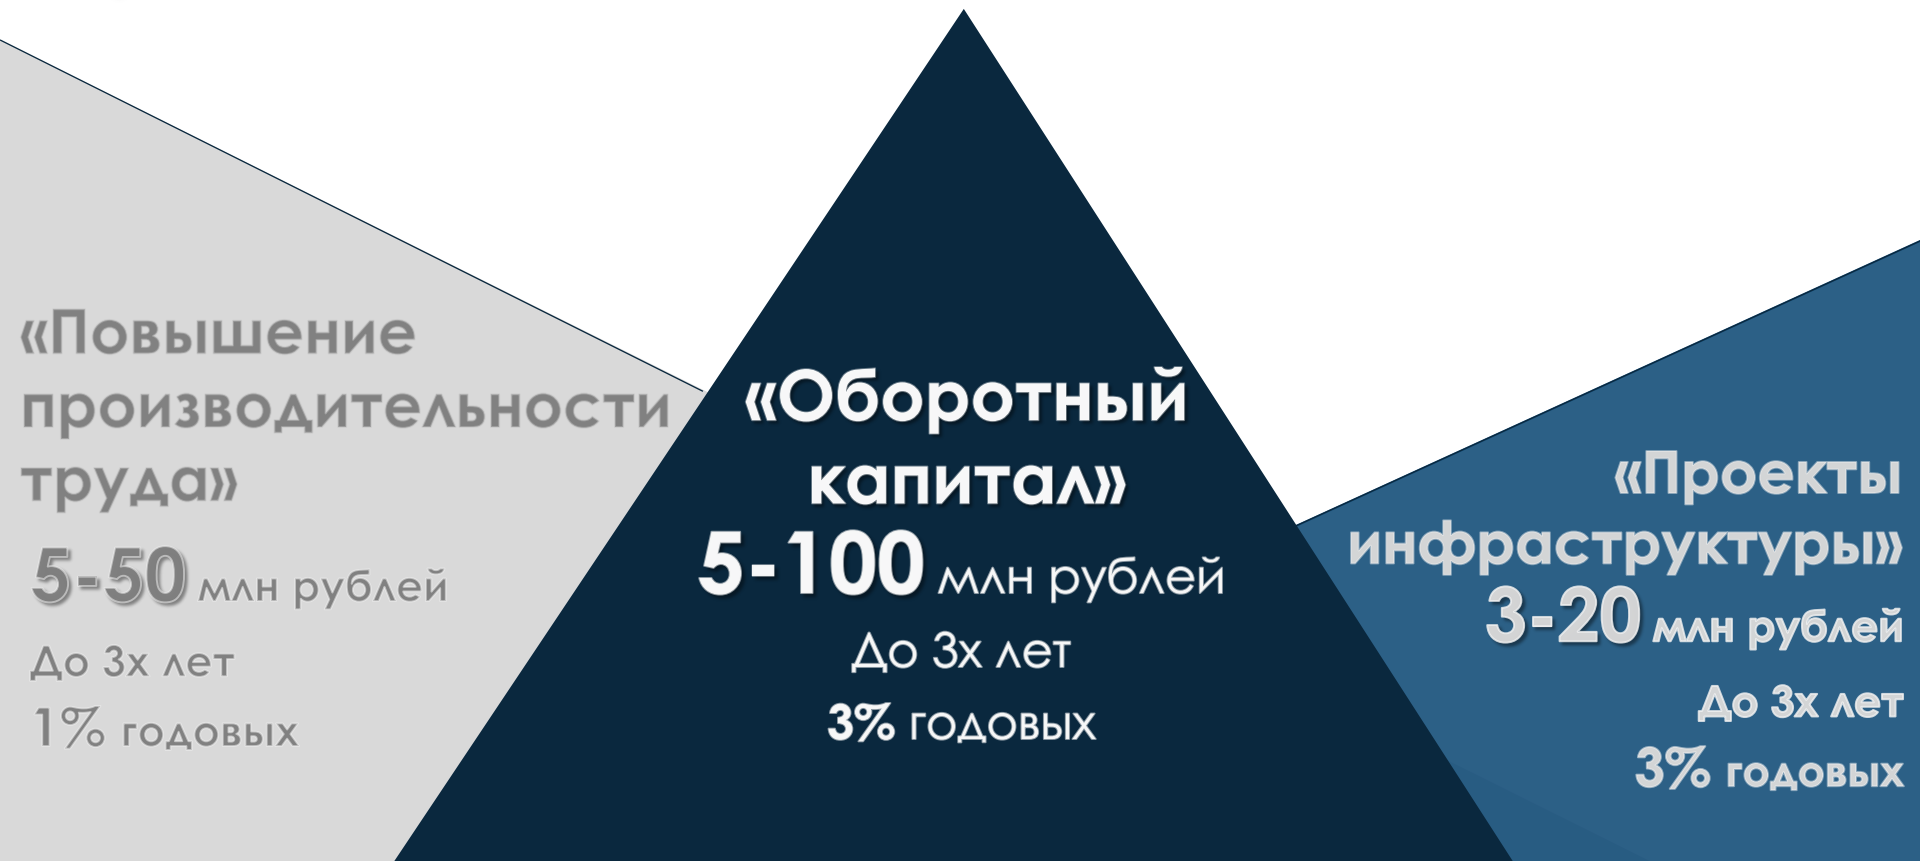 «Повышение
производительности
труда»
5-50 млн рублей
До 3х лет
1% годовых
«Оборотный
капитал»
5-100 млн рублей
До 3х лет
3% годовых
«Проекты
инфраструктуры»
3-20 млн рублей
До 3х лет
3% годовых